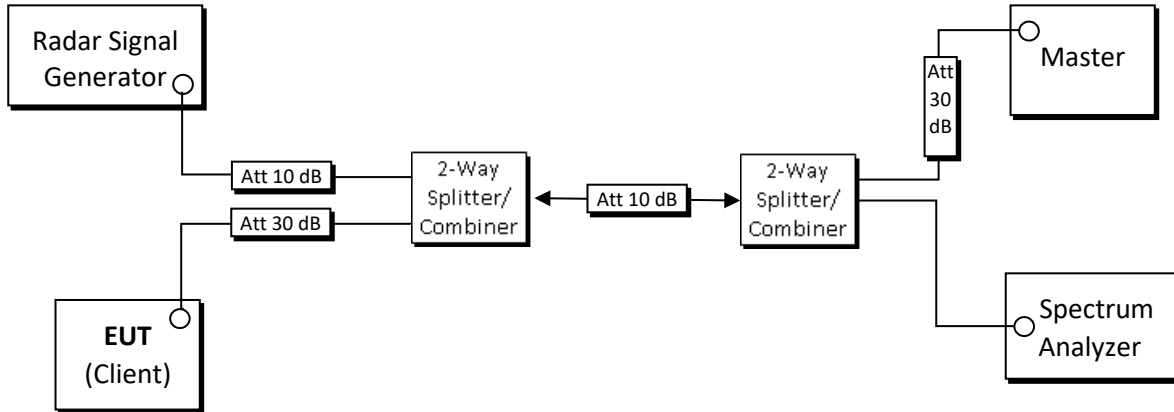 Radar Signal
Generator
Att 10 dB
Att 30 dB
EUT
(Client)
2-Way
Splitter/
Combiner
Att 10 dB
2-Way
Splitter/
Combiner
Att
30
dB
Master
Spectrum
Analyzer